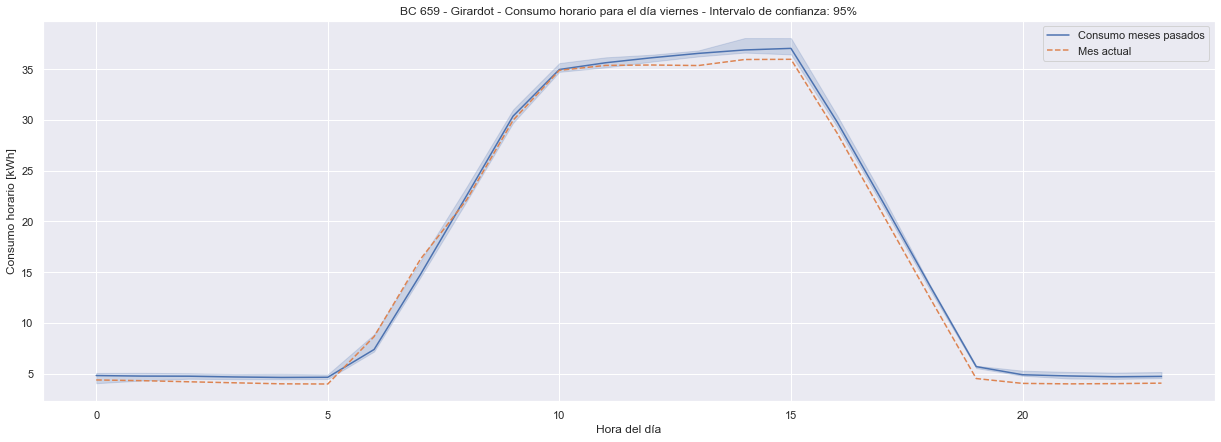 BC 659 - Girardot - Consumo horario para el día viernes - Intervalo de confianza: 95%
Consumo meses pasados
Mes actual
Consumo horario [kWh]
35
30
25
20
15
10
5
0
5
10
15
20
Hora del día